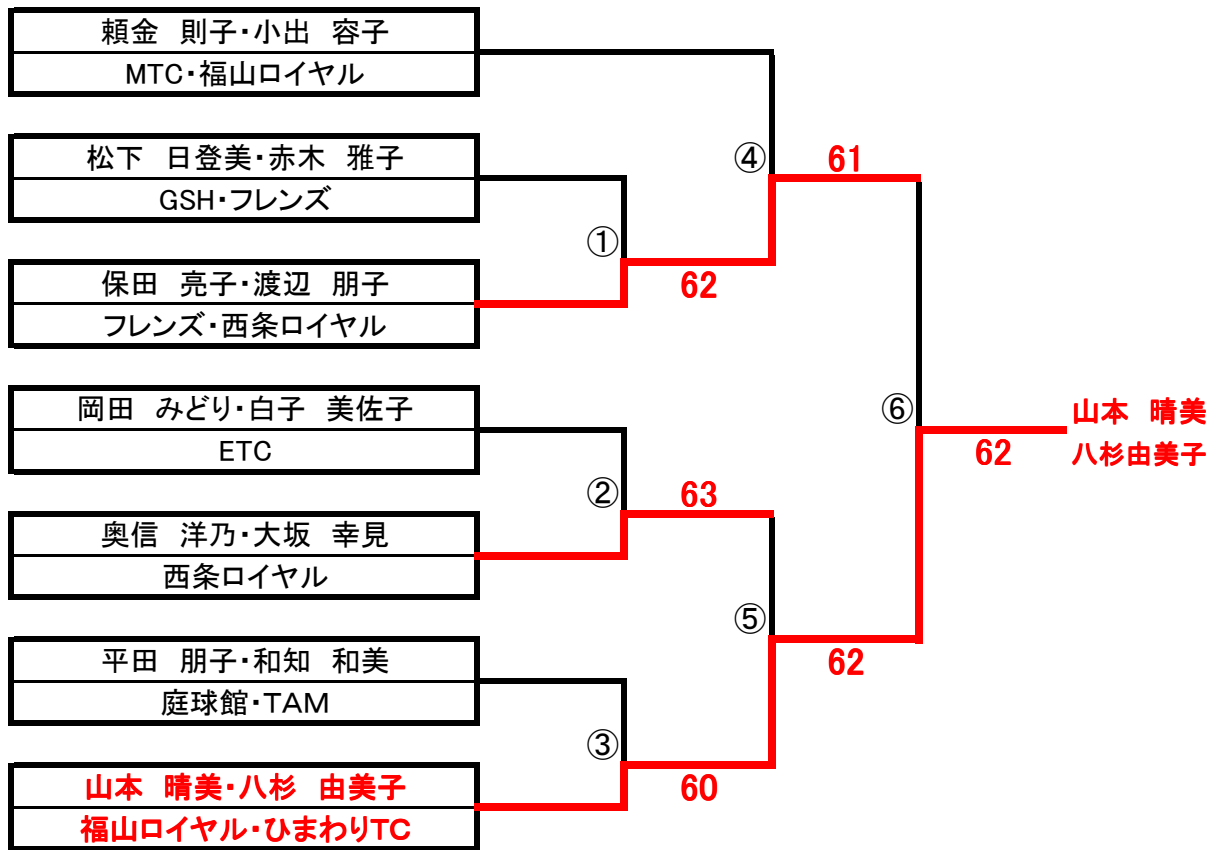 頼金　則子・小出　容子
MTC・福山ロイヤル
松下　日登美・赤木　雅子
GSH・フレンズ
④
61
①
保田　亮子・渡辺　朋子
62
フレンズ・西条ロイヤル
岡田　みどり・白子　美佐子
ETC
⑥
山本　晴美
62
八杉由美子
②
63
奥信　洋乃・大坂　幸見
西条ロイヤル
⑤
62
平田　朋子・和知　和美
庭球館・TAM
③
60
山本　晴美・八杉　由美子
福山ロイヤル・ひまわりTC